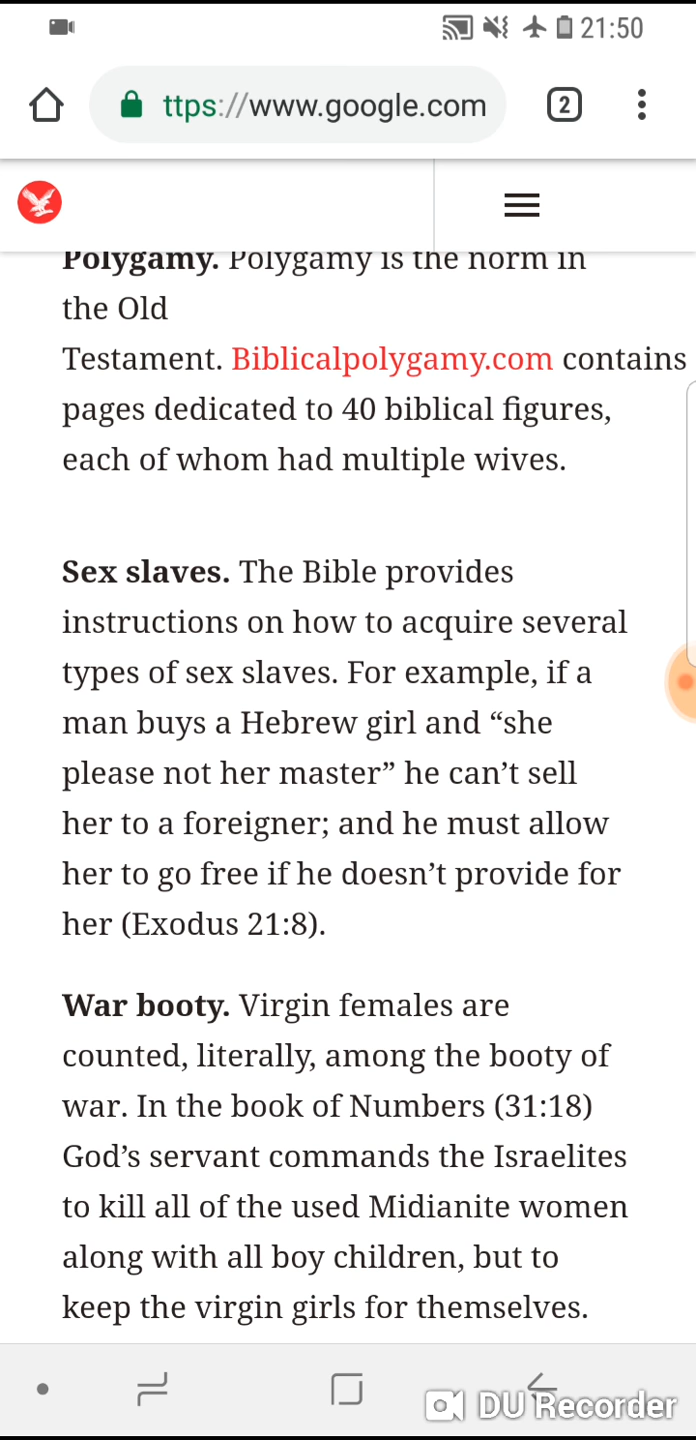 21:50
ttps://www.google.com
2
Polygamy. Polygamy is the norm in
the Old
Testament. Biblicalpolygamy.com contains
pages dedicated to 40 biblical figures,
each of whom had multiple wives.
Sex slaves. The Bible provides
instructions on how to acquire several
types of sex slaves. For example, if a
man buys a Hebrew girl and “she
please not her master” he can’t sell
her to a foreigner; and he must allow
her to go free if he doesn’t provide for
her (Exodus 21:8).
War booty. Virgin females are
counted, literally, among the booty of
war. In the book of Numbers (31:18)
God’s servant commands the Israelites
to kill all of the used Midianite women
along with all boy children, but to
keep the virgin girls for themselves.
DU Recorder